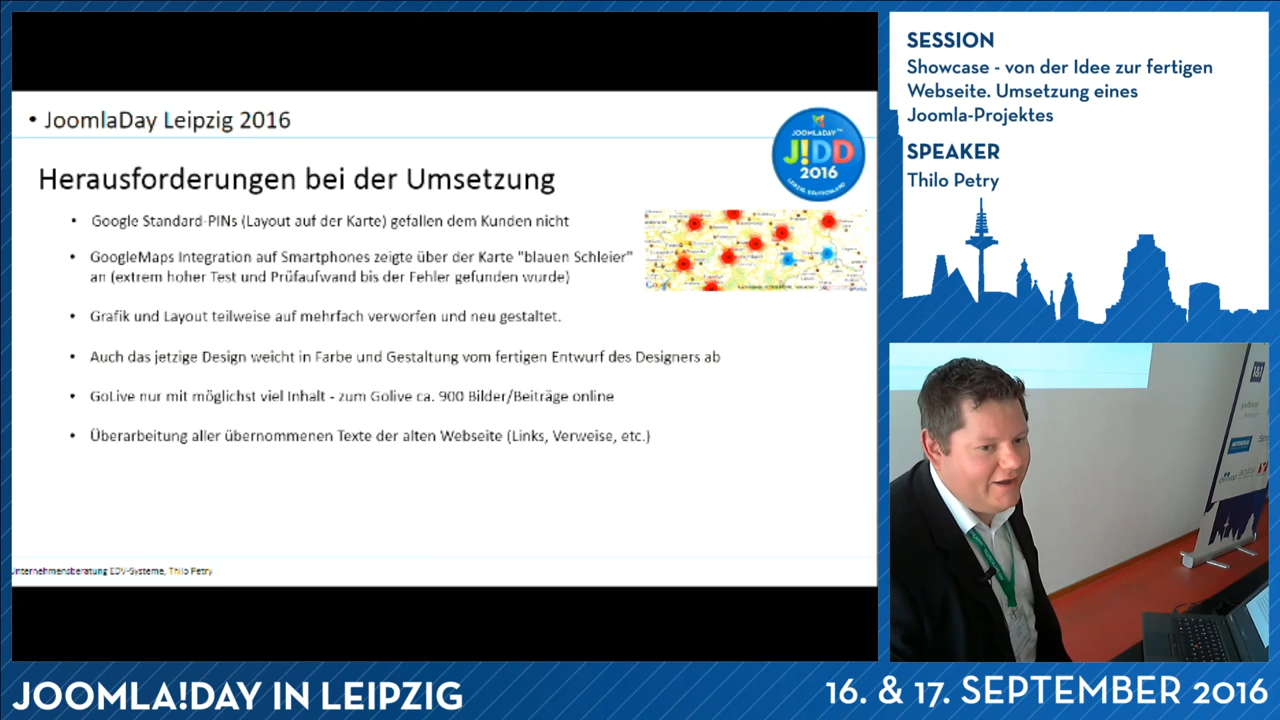 • JoomlaDay Leipzig 2016
JOOMLADAY™
J!DD
2016
LEIPZIG, DEUTSCHLAND
Herausforderungen bei der Umsetzung
• Google Standard-PINs (Layout auf der Karte) gefallen dem Kunden nicht
• GoogleMaps Integration auf Smartphones zeigte über der Karte "blauen Schleier"
an (extrem hoher Test und Prüfaufwand bis der Fehler gefunden wurde)
• Grafik und Layout teilweise auf mehrfach verworfen und neu gestaltet.
• Auch das jetzige Design weicht in Farbe und Gestaltung vom fertigen Entwurf des Designers ab
• GoLive nur mit möglichst viel Inhalt - zum Golive ca. 900 Bilder/Beiträge online
• Überarbeitung aller übernommenen Texte der alten Webseite (Links, Verweise, etc.)
Unternehmensberatung EDV-Systeme, Thilo Petry
SESSION
Showcase - von der Idee zur fertigen
Webseite. Umsetzung eines
Joomla-Projektes
SPEAKER
Thilo Petry
1&1
JOOMLA!DAY IN LEIPZIG
16. & 17. SEPTEMBER 2016